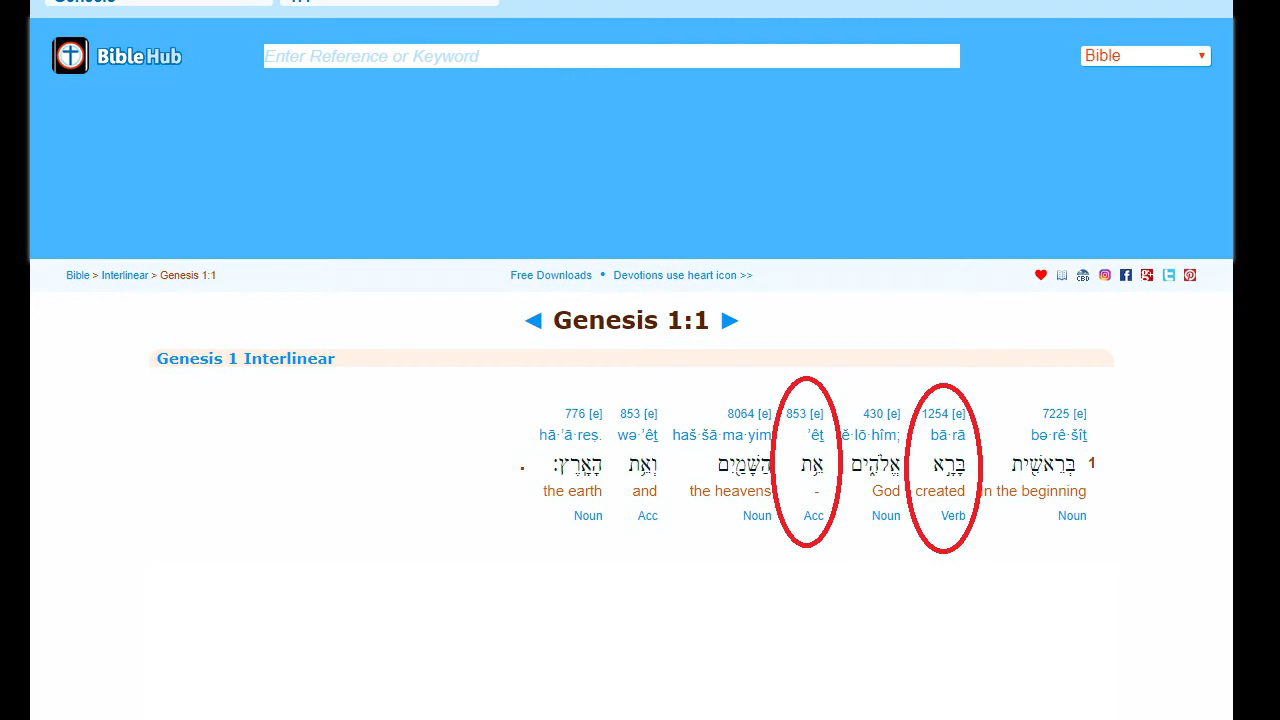 Bible Hub
Enter Reference or Keyword
Bible
Bible > Interlinear > Genesis 1:1
Free Downloads • Devotions use heart icon >>
CBD
◄ Genesis 1:1 ►
Genesis 1 Interlinear
776 [e] 853 [e] 8064 [e] 853 [e] 430 [e] 1254 [e] 7225 [e]
hā·’ā·reṣ. wə·’êṯ haš·šā·ma·yim ’êṯ ĕ·lō·hîm; bā·rā bə·rê·šîṯ
1 בְּרֵאשִׁ֖ית בָּרָ֣א אֱלֹהִ֑ים אֵ֥ת הַשָּׁמַ֖יִם וְאֵ֥ת הָאָֽרֶץ׃ .
the earth and the heavens - God created in the beginning
Noun Acc Noun Acc Noun Verb Noun